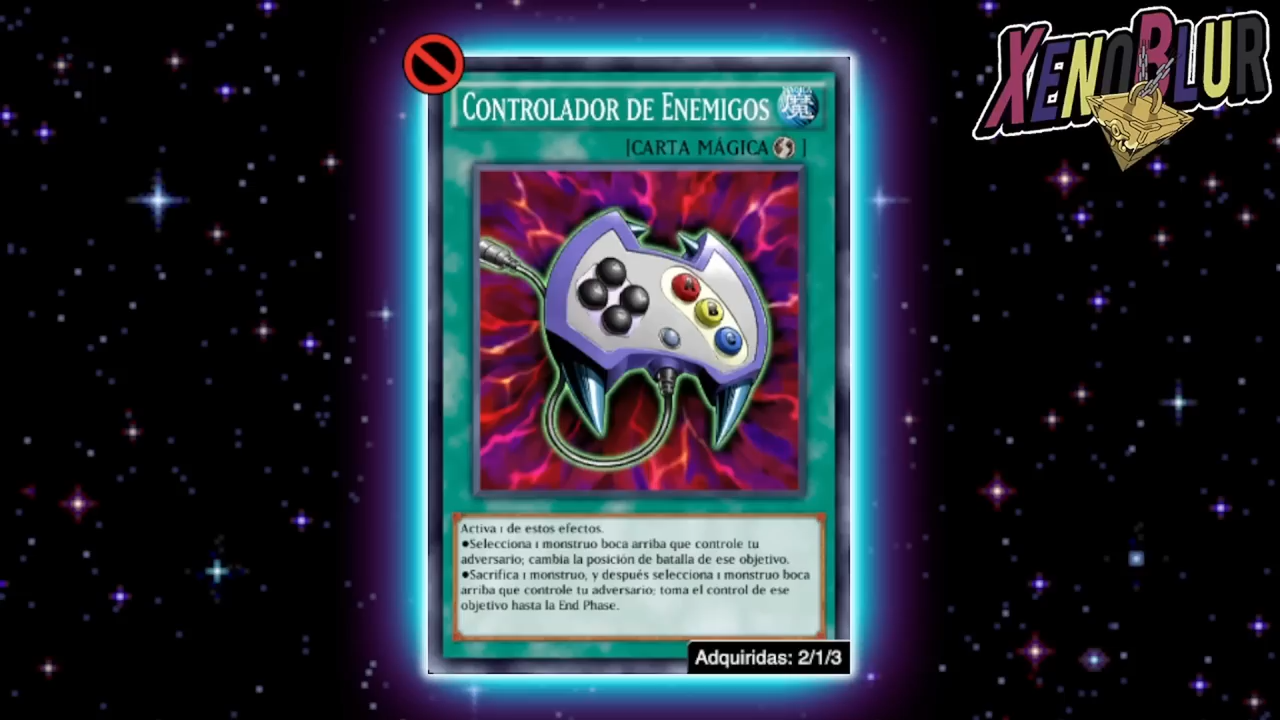 XENOBLUR
CONTROLADOR DE ENEMIGOS
MAGIA
魔
[CARTA MÁGICA ]
A
B
C
Activa 1 de estos efectos.
●Selecciona 1 monstruo boca arriba que controle tu
adversario; cambia la posición de batalla de ese objetivo.
●Sacrifica 1 monstruo, y después selecciona 1 monstruo boca
arriba que controle tu adversario; toma el control de ese
objetivo hasta la End Phase.
Adquiridas: 2/1/3